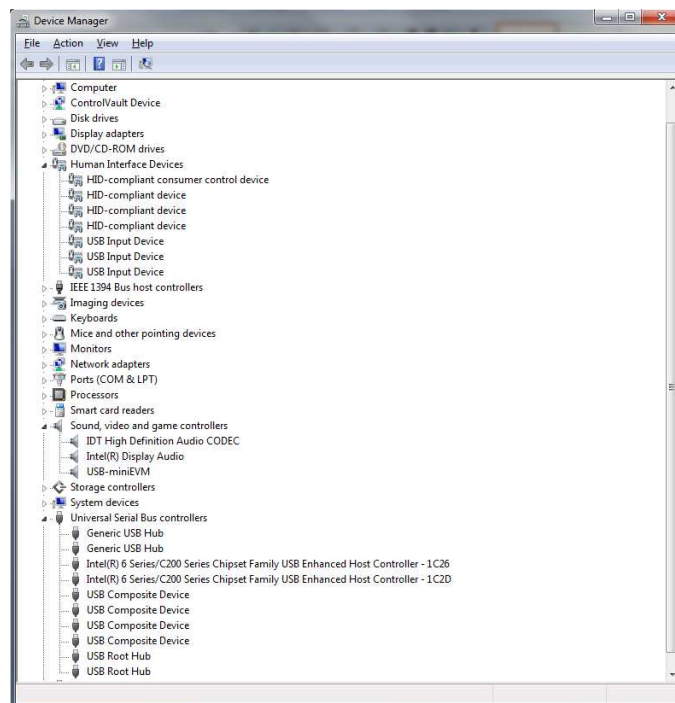 Device Manager
File Action View Help
Computer
ControlVault Device
Disk drives
Display adapters
DVD/CD-ROM drives
Human Interface Devices
HID-compliant consumer control device
HID-compliant device
HID-compliant device
HID-compliant device
USB Input Device
USB Input Device
USB Input Device
IEEE 1394 Bus host controllers
Imaging devices
Keyboards
Mice and other pointing devices
Monitors
Network adapters
Ports (COM & LPT)
Processors
Smart card readers
Sound, video and game controllers
IDT High Definition Audio CODEC
Intel(R) Display Audio
USB-miniEVM
Storage controllers
System devices
Universal Serial Bus controllers
Generic USB Hub
Generic USB Hub
Intel(R) 6 Series/C200 Series Chipset Family USB Enhanced Host Controller - 1C26
Intel(R) 6 Series/C200 Series Chipset Family USB Enhanced Host Controller - 1C2D
USB Composite Device
USB Composite Device
USB Composite Device
USB Composite Device
USB Root Hub
USB Root Hub